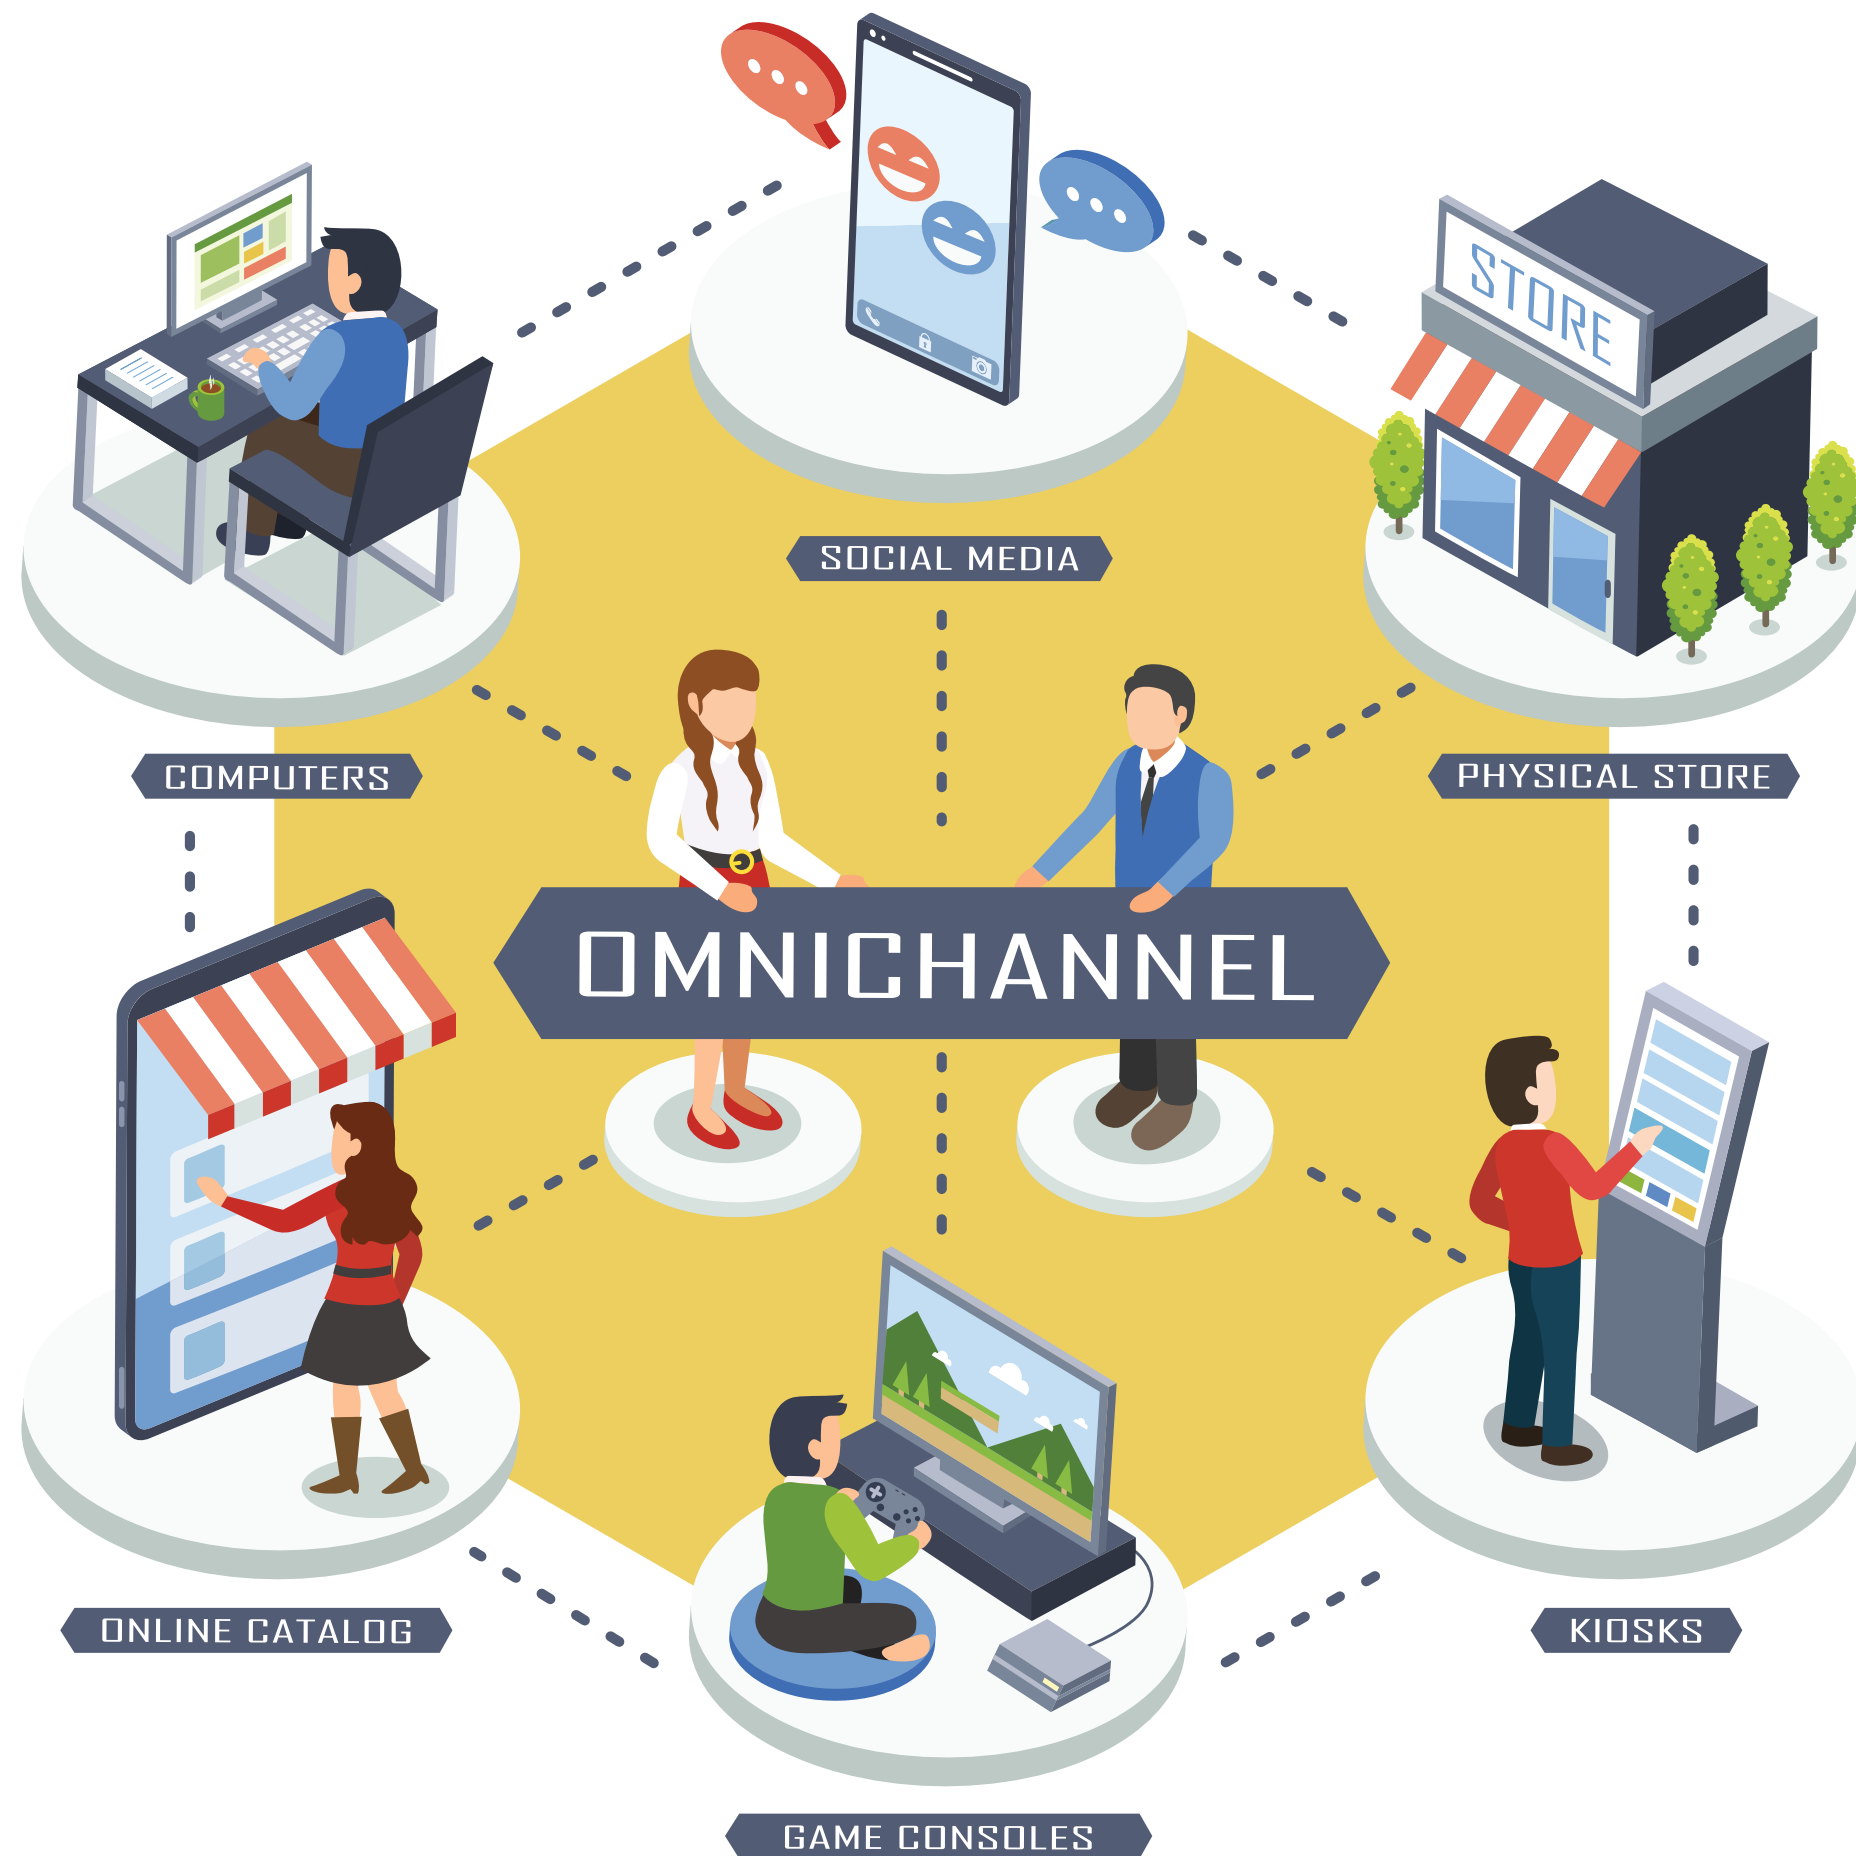 STORE
SOCIAL MEDIA
COMPUTERS
PHYSICAL STORE
OMNICHANNEL
ONLINE CATALOG
KIOSKS
GAME CONSOLES